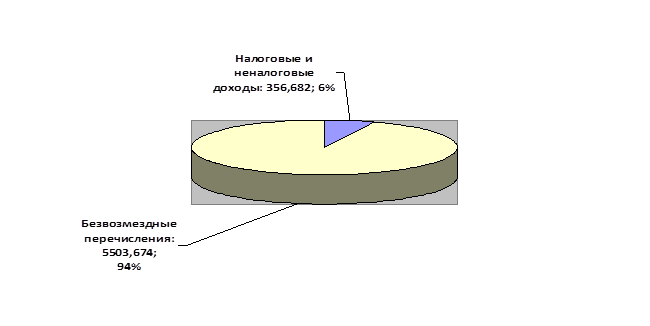 Налоговые и
неналоговые
доходы: 356,682; 6%
Безвозмездные
перечисления:
5503,674;
94%